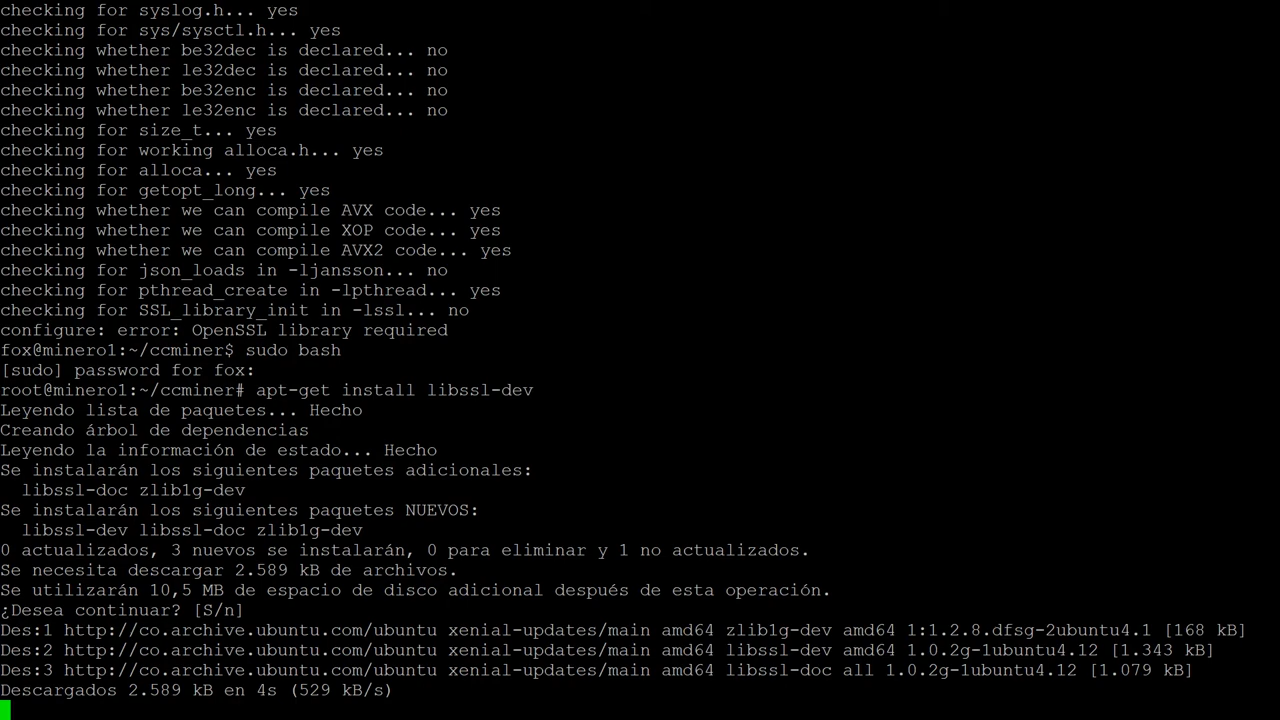 checking for syslog.h... yes
checking for sys/sysctl.h... yes
checking whether be32dec is declared... no
checking whether le32dec is declared... no
checking whether be32enc is declared... no
checking whether le32enc is declared... no
checking for size_t... yes
checking for working alloca.h... yes
checking for alloca... yes
checking for getopt_long... yes
checking whether we can compile AVX code... yes
checking whether we can compile XOP code... yes
checking whether we can compile AVX2 code... yes
checking for json_loads in -ljansson... no
checking for pthread_create in -lpthread... yes
checking for SSL_library_init in -lssl... no
configure: error: OpenSSL library required
fox@minero1:~/ccminer$ sudo bash
[sudo] password for fox:
root@minero1:~/ccminer# apt-get install libssl-dev
Leyendo lista de paquetes... Hecho
Creando árbol de dependencias
Leyendo la información de estado... Hecho
Se instalarán los siguientes paquetes adicionales:
  libssl-doc zlib1g-dev
Se instalarán los siguientes paquetes NUEVOS:
  libssl-dev libssl-doc zlib1g-dev
0 actualizados, 3 nuevos se instalarán, 0 para eliminar y 1 no actualizados.
Se necesita descargar 2.589 kB de archivos.
Se utilizarán 10,5 MB de espacio de disco adicional después de esta operación.
¿Desea continuar? [S/n]
Des:1 http://co.archive.ubuntu.com/ubuntu xenial-updates/main amd64 zlib1g-dev amd64 1:1.2.8.dfsg-2ubuntu4.1 [168 kB]
Des:2 http://co.archive.ubuntu.com/ubuntu xenial-updates/main amd64 libssl-dev amd64 1.0.2g-1ubuntu4.12 [1.343 kB]
Des:3 http://co.archive.ubuntu.com/ubuntu xenial-updates/main amd64 libssl-doc all 1.0.2g-1ubuntu4.12 [1.079 kB]
Descargados 2.589 kB en 4s (529 kB/s)